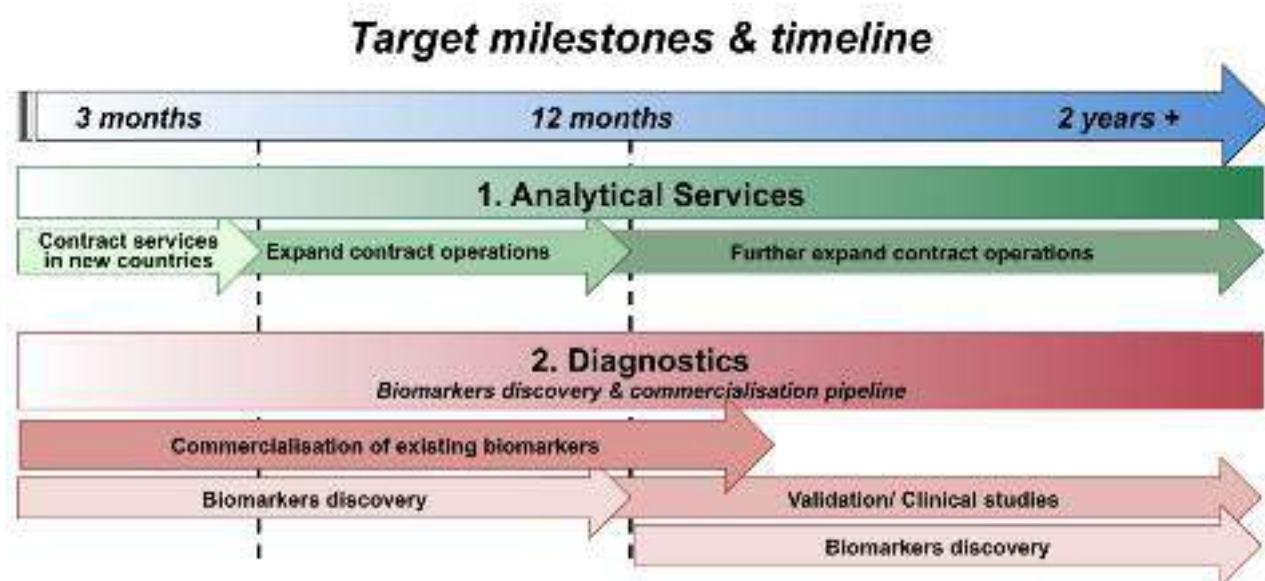 Target milestones & timeline
3 months 12 months 2 years +
1. Analytical Services
Contract services
in new countries
Expand contract operations
Further expand contract operations
2. Diagnostics
Biomarkers discovery & commercialisation pipeline
Commercialisation of existing biomarkers
Biomarkers discovery
Validation/ Clinical studies
Biomarkers discovery